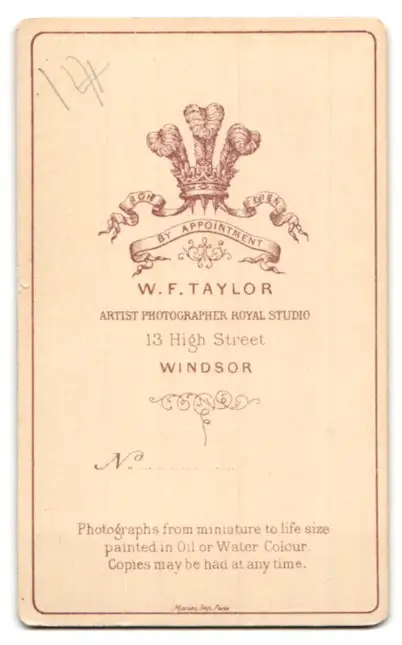 14
ICH DIEN
BY APPOINTMENT
W. F. TAYLOR
ARTIST PHOTOGRAPHER ROYAL STUDIO
13 High Street
WINDSOR
No
Photographs from miniature to life size
painted in Oil or Water Colour.
Copies may be had at any time.